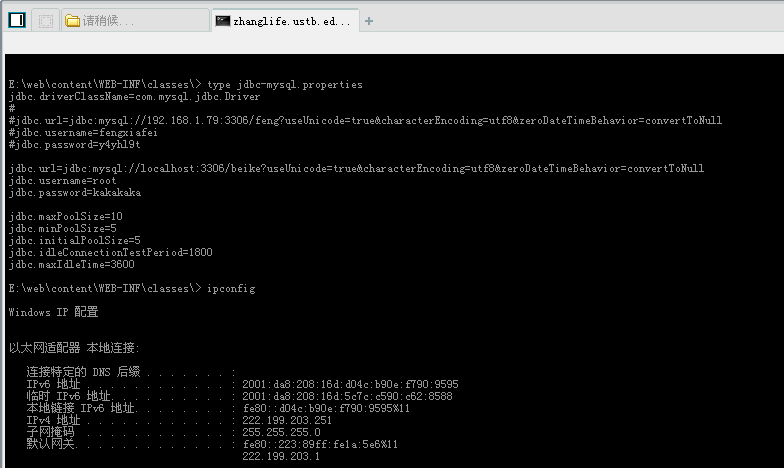 请稍候...
zhanglife.ustb.ed...
E:\web\content\WEB-INF\classes\> type jdbc-mysql.properties
jdbc.driverClassName=com.mysql.jdbc.Driver
#
#jdbc.url=jdbc:mysql://192.168.1.79:3306/feng?useUnicode=true&characterEncoding=utf8&zeroDateTimeBehavior=convertToNull
#jdbc.username=fengxiafei
#jdbc.password=y4yhl9t
jdbc.url=jdbc:mysql://localhost:3306/beike?useUnicode=true&characterEncoding=utf8&zeroDateTimeBehavior=convertToNull
jdbc.username=root
jdbc.password=kakakaka
jdbc.maxPoolSize=10
jdbc.minPoolSize=5
jdbc.initialPoolSize=5
jdbc.idleConnectionTestPeriod=1800
jdbc.maxIdleTime=3600
E:\web\content\WEB-INF\classes\> ipconfig
Windows IP 配置
以太网适配器 本地连接:
连接特定的 DNS 后缀 . . . . . . . :
IPv6 地址 . . . . . . . . . . . . : 2001:da8:208:16d:d04c:b90e:f790:9595
临时 IPv6 地址. . . . . . . . . . : 2001:da8:208:16d:5c7c:c590:c62:8588
本地链接 IPv6 地址. . . . . . . . : fe80::d04c:b90e:f790:9595%11
IPv4 地址 . . . . . . . . . . . . : 222.199.203.251
子网掩码 . . . . . . . . . . . . : 255.255.255.0
默认网关. . . . . . . . . . . . . : fe80::223:89ff:fe1a:5e6%11
222.199.203.1